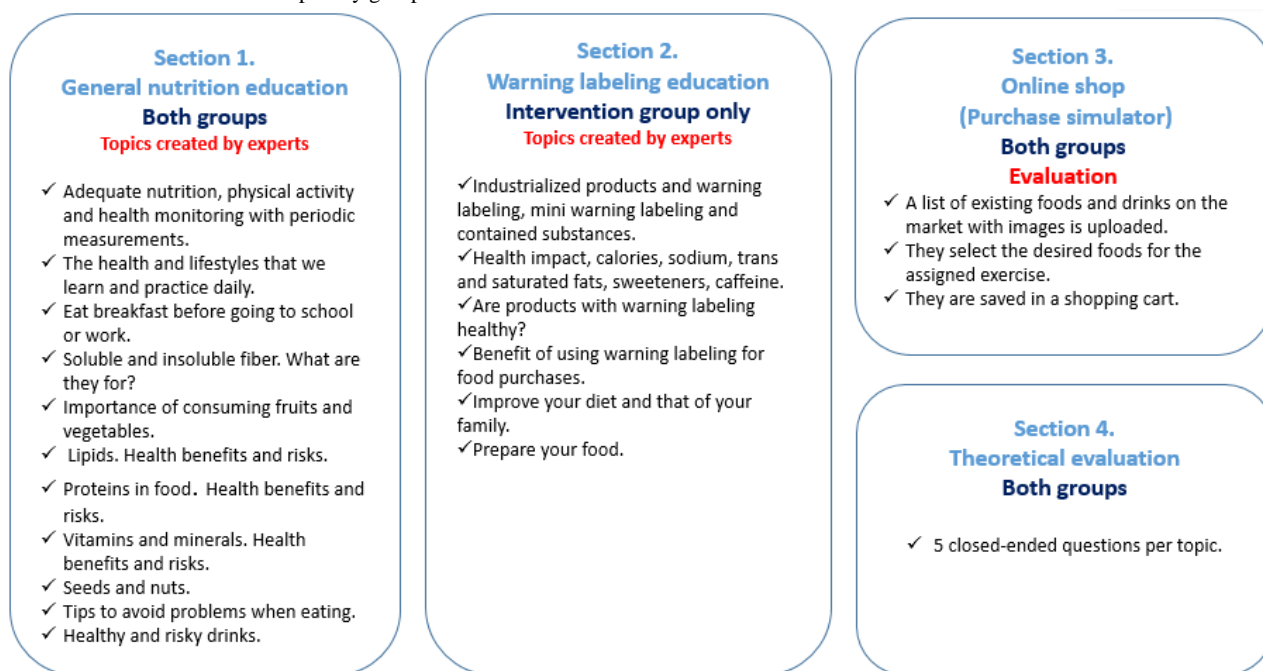 Section 1.
General nutrition education
Both groups
Topics created by experts
✓ Adequate nutrition, physical activity
and health monitoring with periodic
measurements.
✓ The health and lifestyles that we
learn and practice daily.
✓ Eat breakfast before going to school
or work.
✓ Soluble and insoluble fiber. What are
they for?
✓ Importance of consuming fruits and
vegetables.
✓ Lipids. Health benefits and risks.
✓ Proteins in food. Health benefits and
risks.
✓ Vitamins and minerals. Health
benefits and risks.
✓ Seeds and nuts.
✓ Tips to avoid problems when eating.
✓ Healthy and risky drinks.
Section 2.
Warning labeling education
Intervention group only
Topics created by experts
✓Industrialized products and warning
labeling, mini warning labeling and
contained substances.
✓Health impact, calories, sodium, trans
and saturated fats, sweeteners, caffeine.
✓Are products with warning labeling
healthy?
✓Benefit of using warning labeling for
food purchases.
✓Improve your diet and that of your
family.
✓Prepare your food.
Section 3.
Online shop
(Purchase simulator)
Both groups
Evaluation
✓ A list of existing foods and drinks on the
market with images is uploaded.
✓ They select the desired foods for the
assigned exercise.
✓ They are saved in a shopping cart.
Section 4.
Theoretical evaluation
Both groups
✓ 5 closed-ended questions per topic.